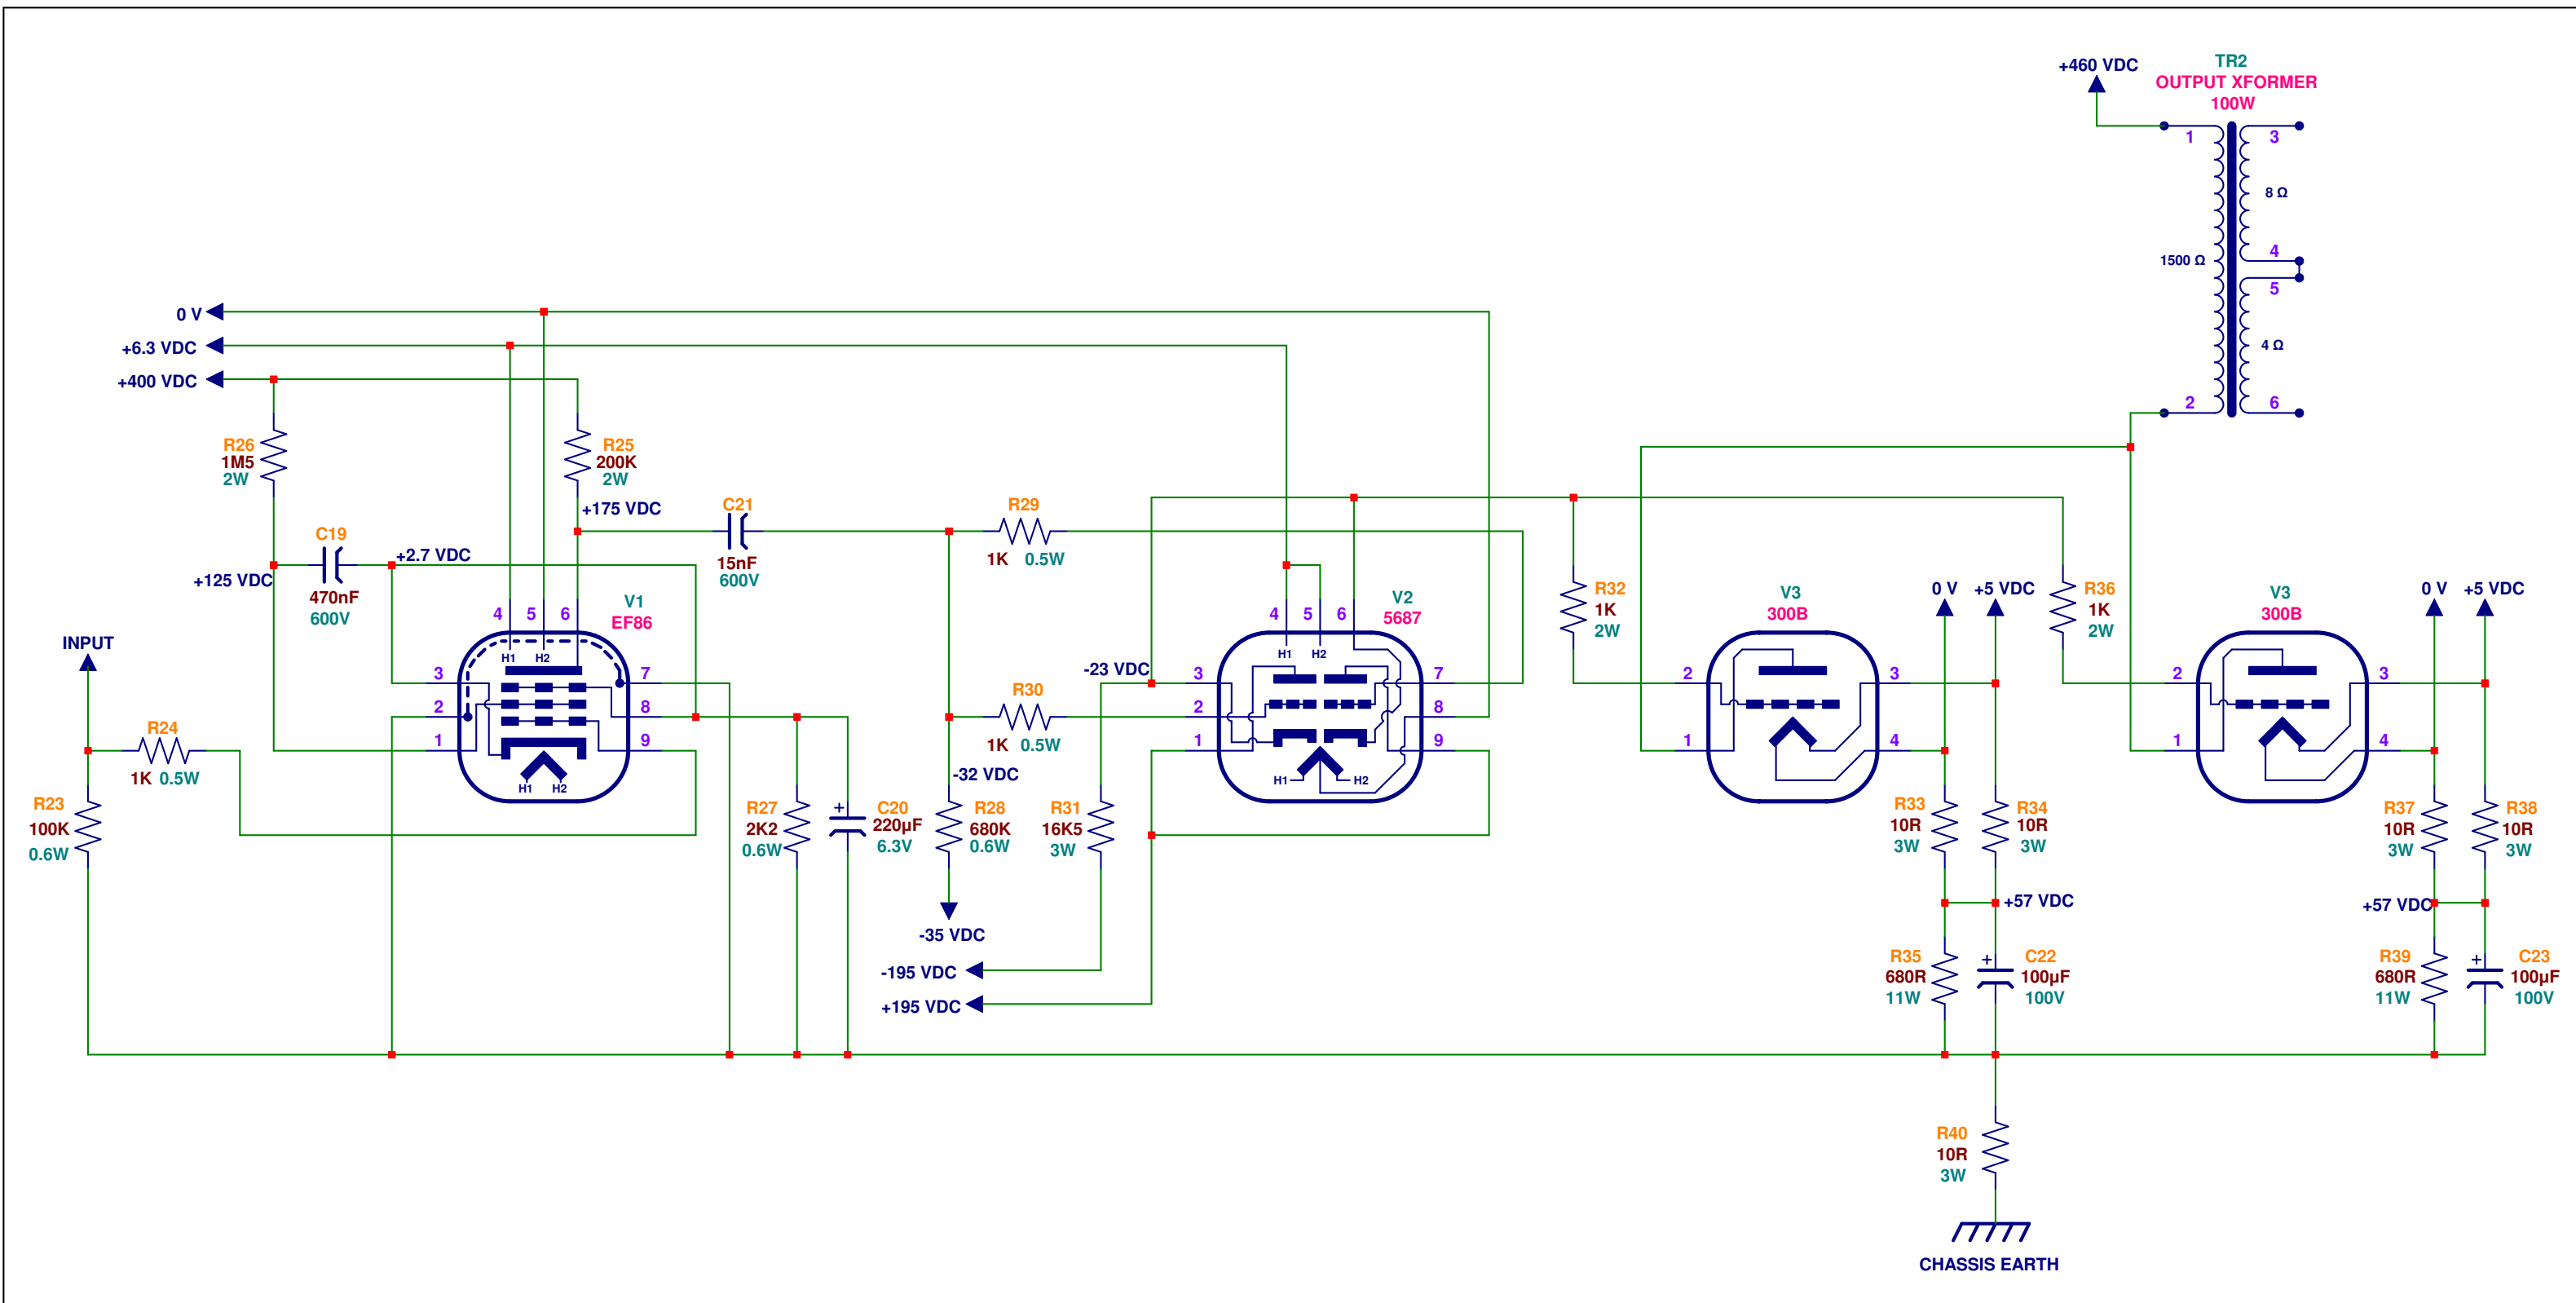 +460 VDC
TR2
OUTPUT XFORMER
100W
1
3
8 Ω
4
1500 Ω
5
4 Ω
2
6
0 V
+6.3 VDC
+400 VDC
R26
1M5
2W
R25
200K
2W
+175 VDC
C21
15nF
600V
R29
1K 0.5W
C19
470nF
600V
+2.7 VDC
+125 VDC
INPUT
R24
1K 0.5W
R23
100K
0.6W
V1
EF86
4 5 6
H1 H2
3
2
1
7
8
9
H1 H2
R27
2K2
0.6W
+
C20
220µF
6.3V
R30
1K 0.5W
-32 VDC
R28
680K
0.6W
-35 VDC
-23 VDC
R31
16K5
3W
-195 VDC
+195 VDC
V2
5687
4 5 6
H1 H2
3
2
1
7
8
9
H1 H2
R32
1K
2W
V3
300B
2
1
3
4
0 V
+5 VDC
R33
10R
3W
R34
10R
3W
+57 VDC
R35
680R
11W
+
C22
100µF
100V
R36
1K
2W
V3
300B
2
1
3
4
0 V
+5 VDC
R37
10R
3W
R38
10R
3W
+57 VDC
R39
680R
11W
+
C23
100µF
100V
R40
10R
3W
CHASSIS EARTH